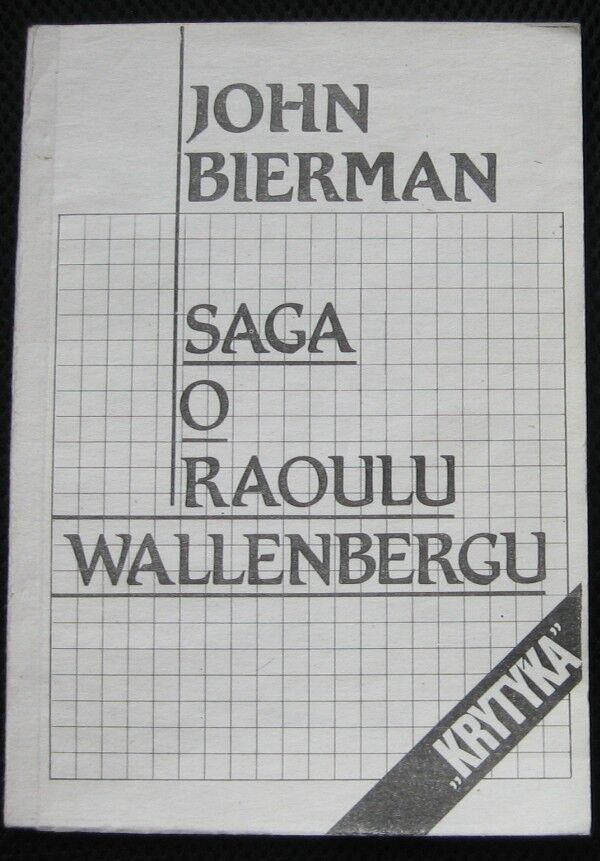 JOHN
BIERMAN
SAGA
O
RAOULU
WALLENBERGU
„KRYTYKA”